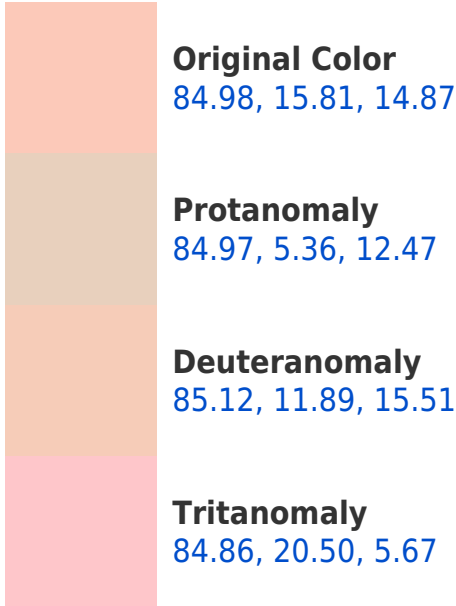 Original Color
84.98, 15.81, 14.87
Protanomaly
84.97, 5.36, 12.47
Deuteranomaly
85.12, 11.89, 15.51
Tritanomaly
84.86, 20.50, 5.67